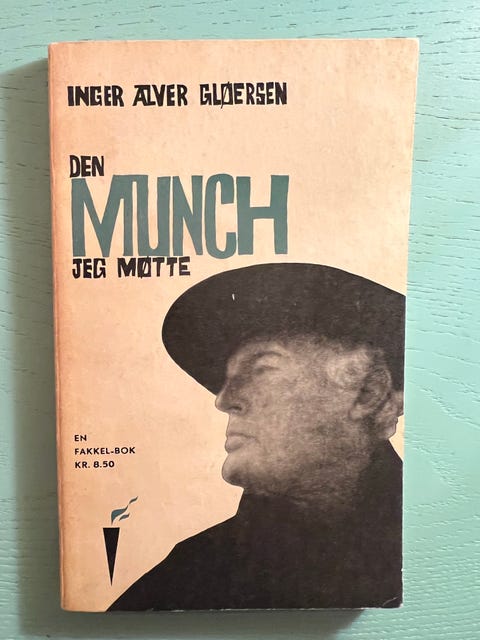 INGER ALVER GLØERSEN
DEN
MUNCH
JEG MØTTE
EN
FAKKEL-BOK
KR. 8.50